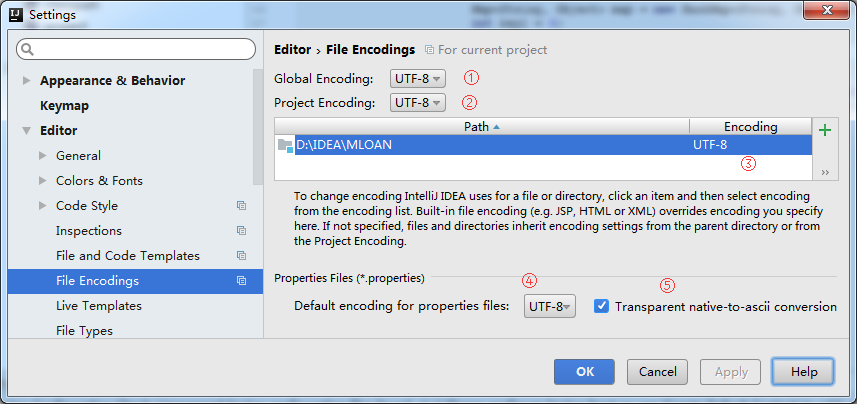 Settings
Editor › File Encodings For current project
Global Encoding: UTF-8 ①
Project Encoding: UTF-8 ②
Path Encoding
D:\IDEA\MLOAN UTF-8
③
To change encoding IntelliJ IDEA uses for a file or directory, click an item and then select encoding
from the encoding list. Built-in file encoding (e.g. JSP, HTML or XML) overrides encoding you specify
here. If not specified, files and directories inherit encoding settings from the parent directory or from
the Project Encoding.
Properties Files (*.properties)
④ ⑤
Default encoding for properties files: UTF-8 Transparent native-to-ascii conversion
Appearance & Behavior
Keymap
Editor
General
Colors & Fonts
Code Style
Inspections
File and Code Templates
File Encodings
Live Templates
File Types
OK Cancel Apply Help